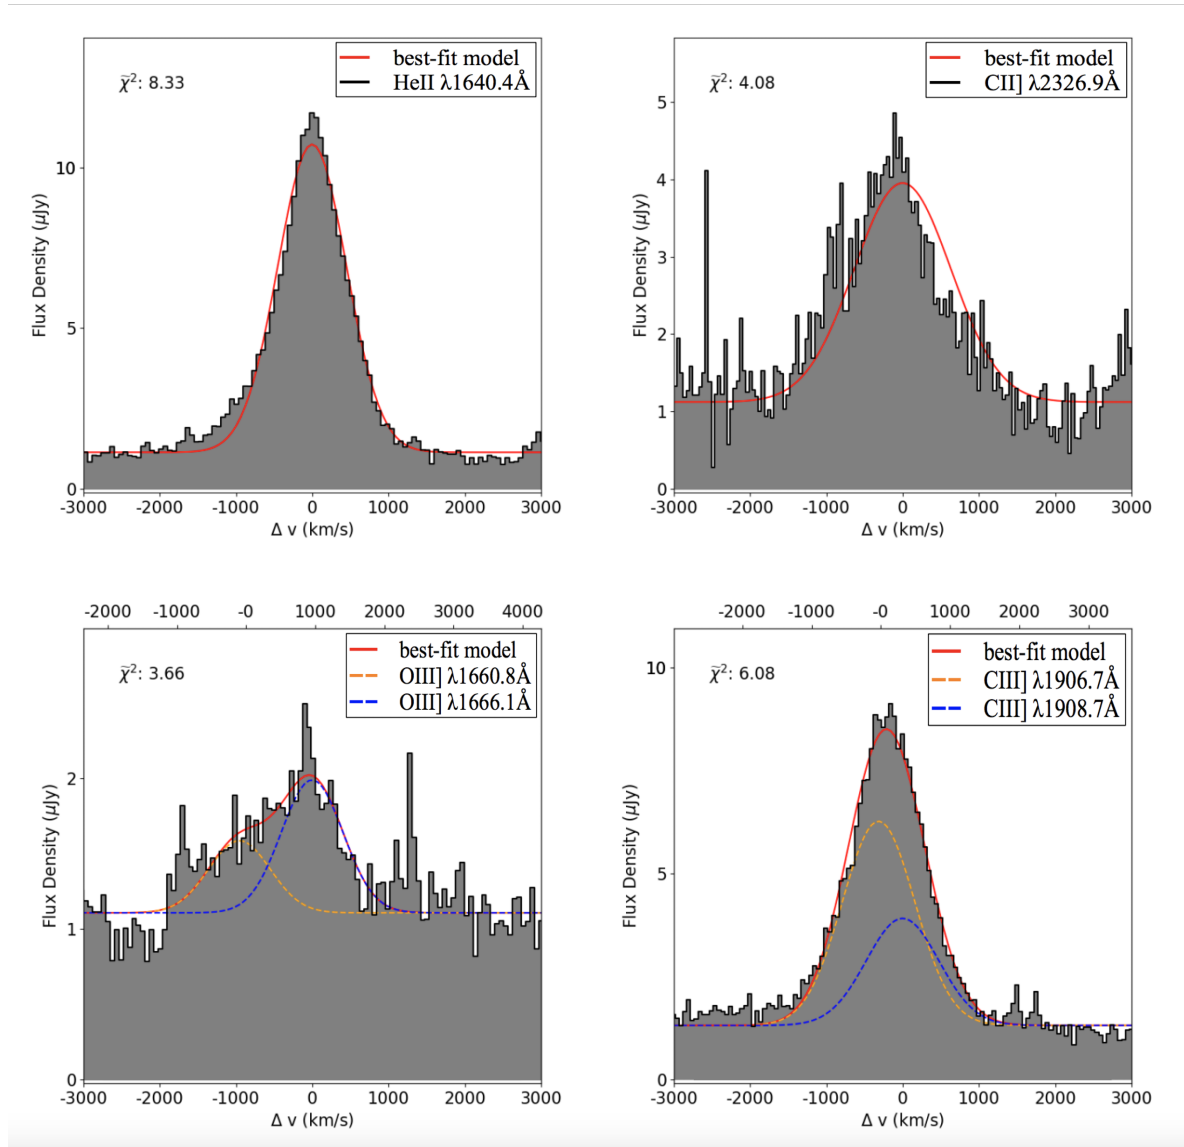 best-fit model
HeII λ1640.4Å
χ̃²: 8.33
10
5
0
Flux Density (μJy)
-3000 -2000 -1000 0 1000 2000 3000
Δ v (km/s)
best-fit model
CII] λ2326.9Å
χ̃²: 4.08
5
4
3
2
1
0
Flux Density (μJy)
-3000 -2000 -1000 0 1000 2000 3000
Δ v (km/s)
-2000 -1000 -0 1000 2000 3000 4000
best-fit model
OIII] λ1660.8Å
OIII] λ1666.1Å
χ̃²: 3.66
2
1
0
Flux Density (μJy)
-3000 -2000 -1000 0 1000 2000 3000
Δ v (km/s)
-2000 -1000 -0 1000 2000 3000
best-fit model
CIII] λ1906.7Å
CIII] λ1908.7Å
χ̃²: 6.08
10
5
0
Flux Density (μJy)
-3000 -2000 -1000 0 1000 2000 3000
Δ v (km/s)